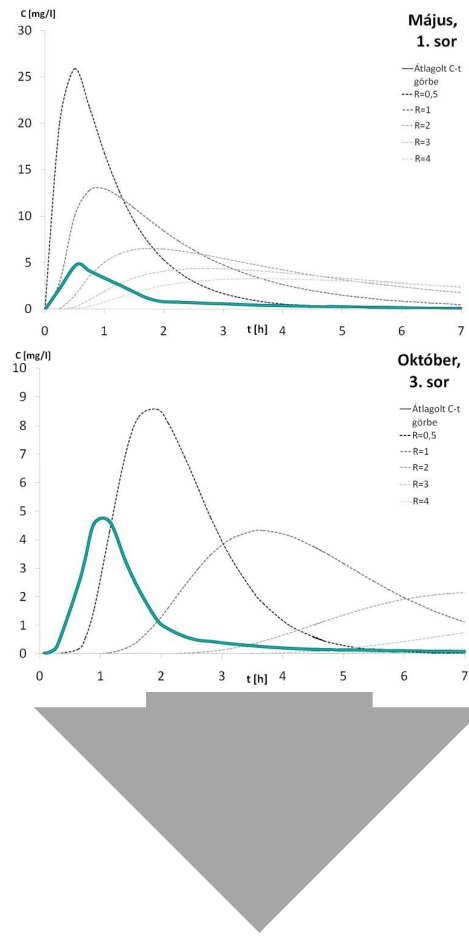 C [mg/l]
Május,
1. sor
30
25
20
15
10
5
0
Átlagolt C-t
görbe
R=0,5
R=1
R=2
R=3
R=4
0 1 2 3 4 5 6 7
t [h]
C [mg/l]
Október,
3. sor
10
9
8
7
6
5
4
3
2
1
0
Átlagolt C-t
görbe
R=0,5
R=1
R=2
R=3
R=4
0 1 2 3 4 5 6 7
t [h]